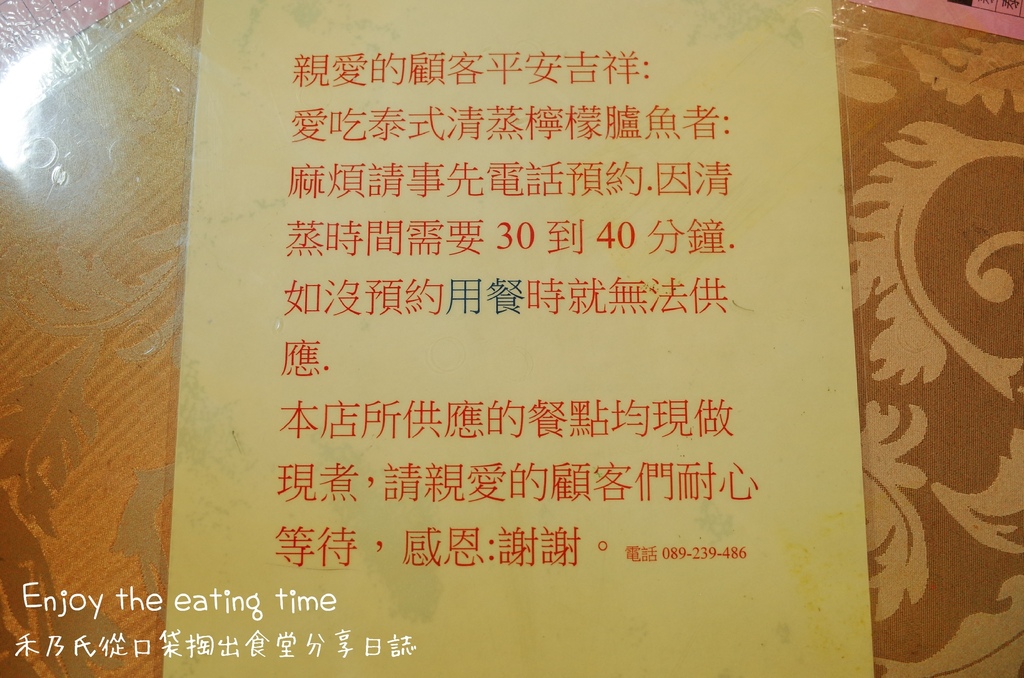 親愛的顧客平安吉祥:
愛吃泰式清蒸檸檬臚魚者:
麻煩請事先電話預約.因清
蒸時間需要 30 到 40 分鐘.
如沒預約用餐時就無法供
應.
本店所供應的餐點均現做
現煮，請親愛的顧客們耐心
等待，感恩:謝謝。電話 089-239-486
Enjoy the eating time
禾乃氏從口袋掏出食堂分享日誌